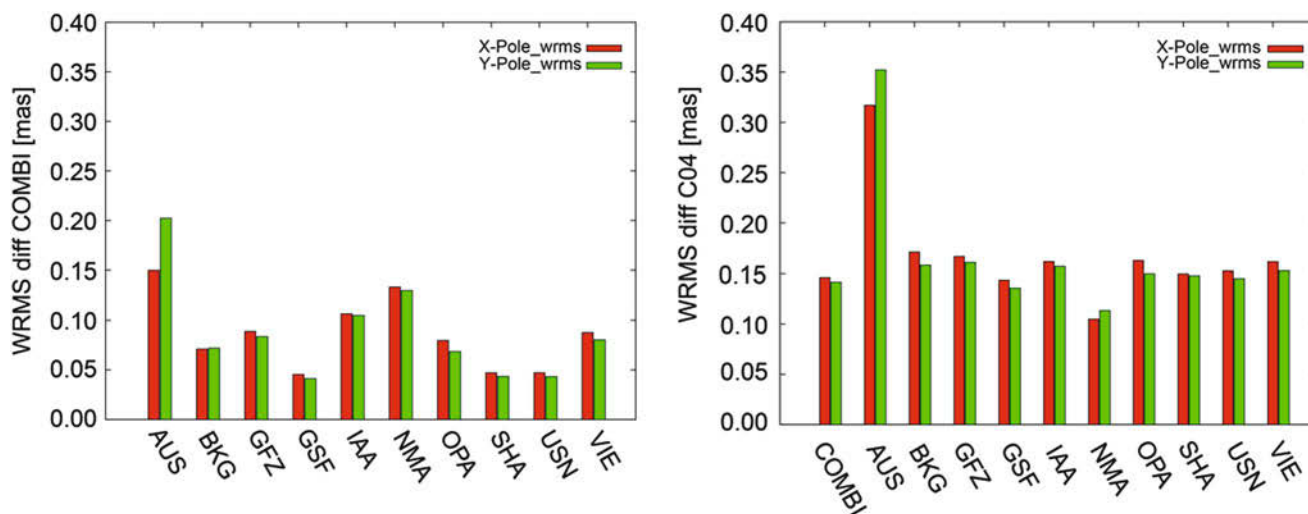 WRMS diff COMBI [mas]
0.40
0.35
0.30
0.25
0.20
0.15
0.10
0.05
0.00
X-Pole_wrms
Y-Pole_wrms
AUS
BKG
GFZ
GSF
IAA
NMA
OPA
SHA
USN
VIE
WRMS diff C04 [mas]
0.40
0.35
0.30
0.25
0.20
0.15
0.10
0.05
0.00
X-Pole_wrms
Y-Pole_wrms
COMBI
AUS
BKG
GFZ
GSF
IAA
NMA
OPA
SHA
USN
VIE